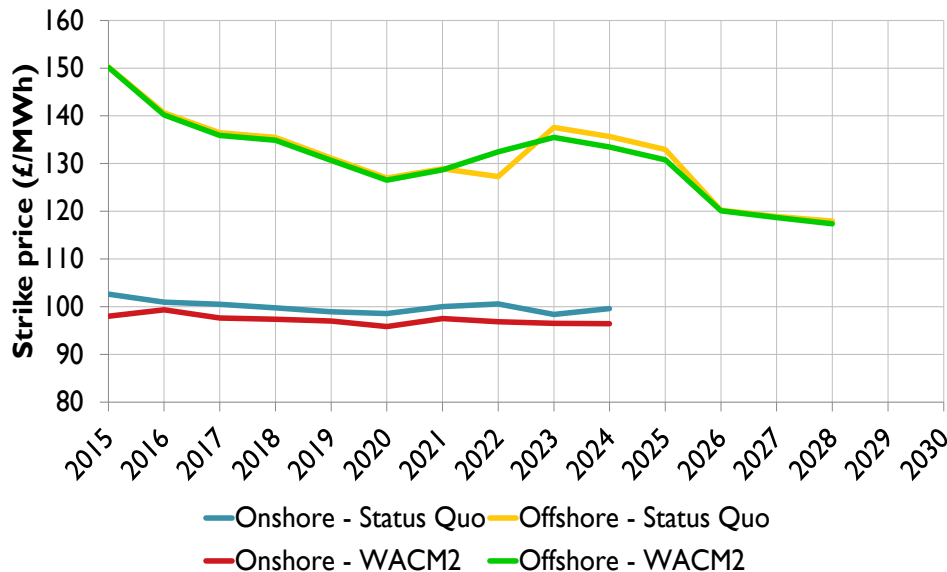 160
150
140
130
120
110
100
90
80
Strike price (£/MWh)
2015 2016 2017 2018 2019 2020 2021 2022 2023 2024 2025 2026 2027 2028 2029 2030
Onshore - Status Quo Offshore - Status Quo
Onshore - WACM2 Offshore - WACM2